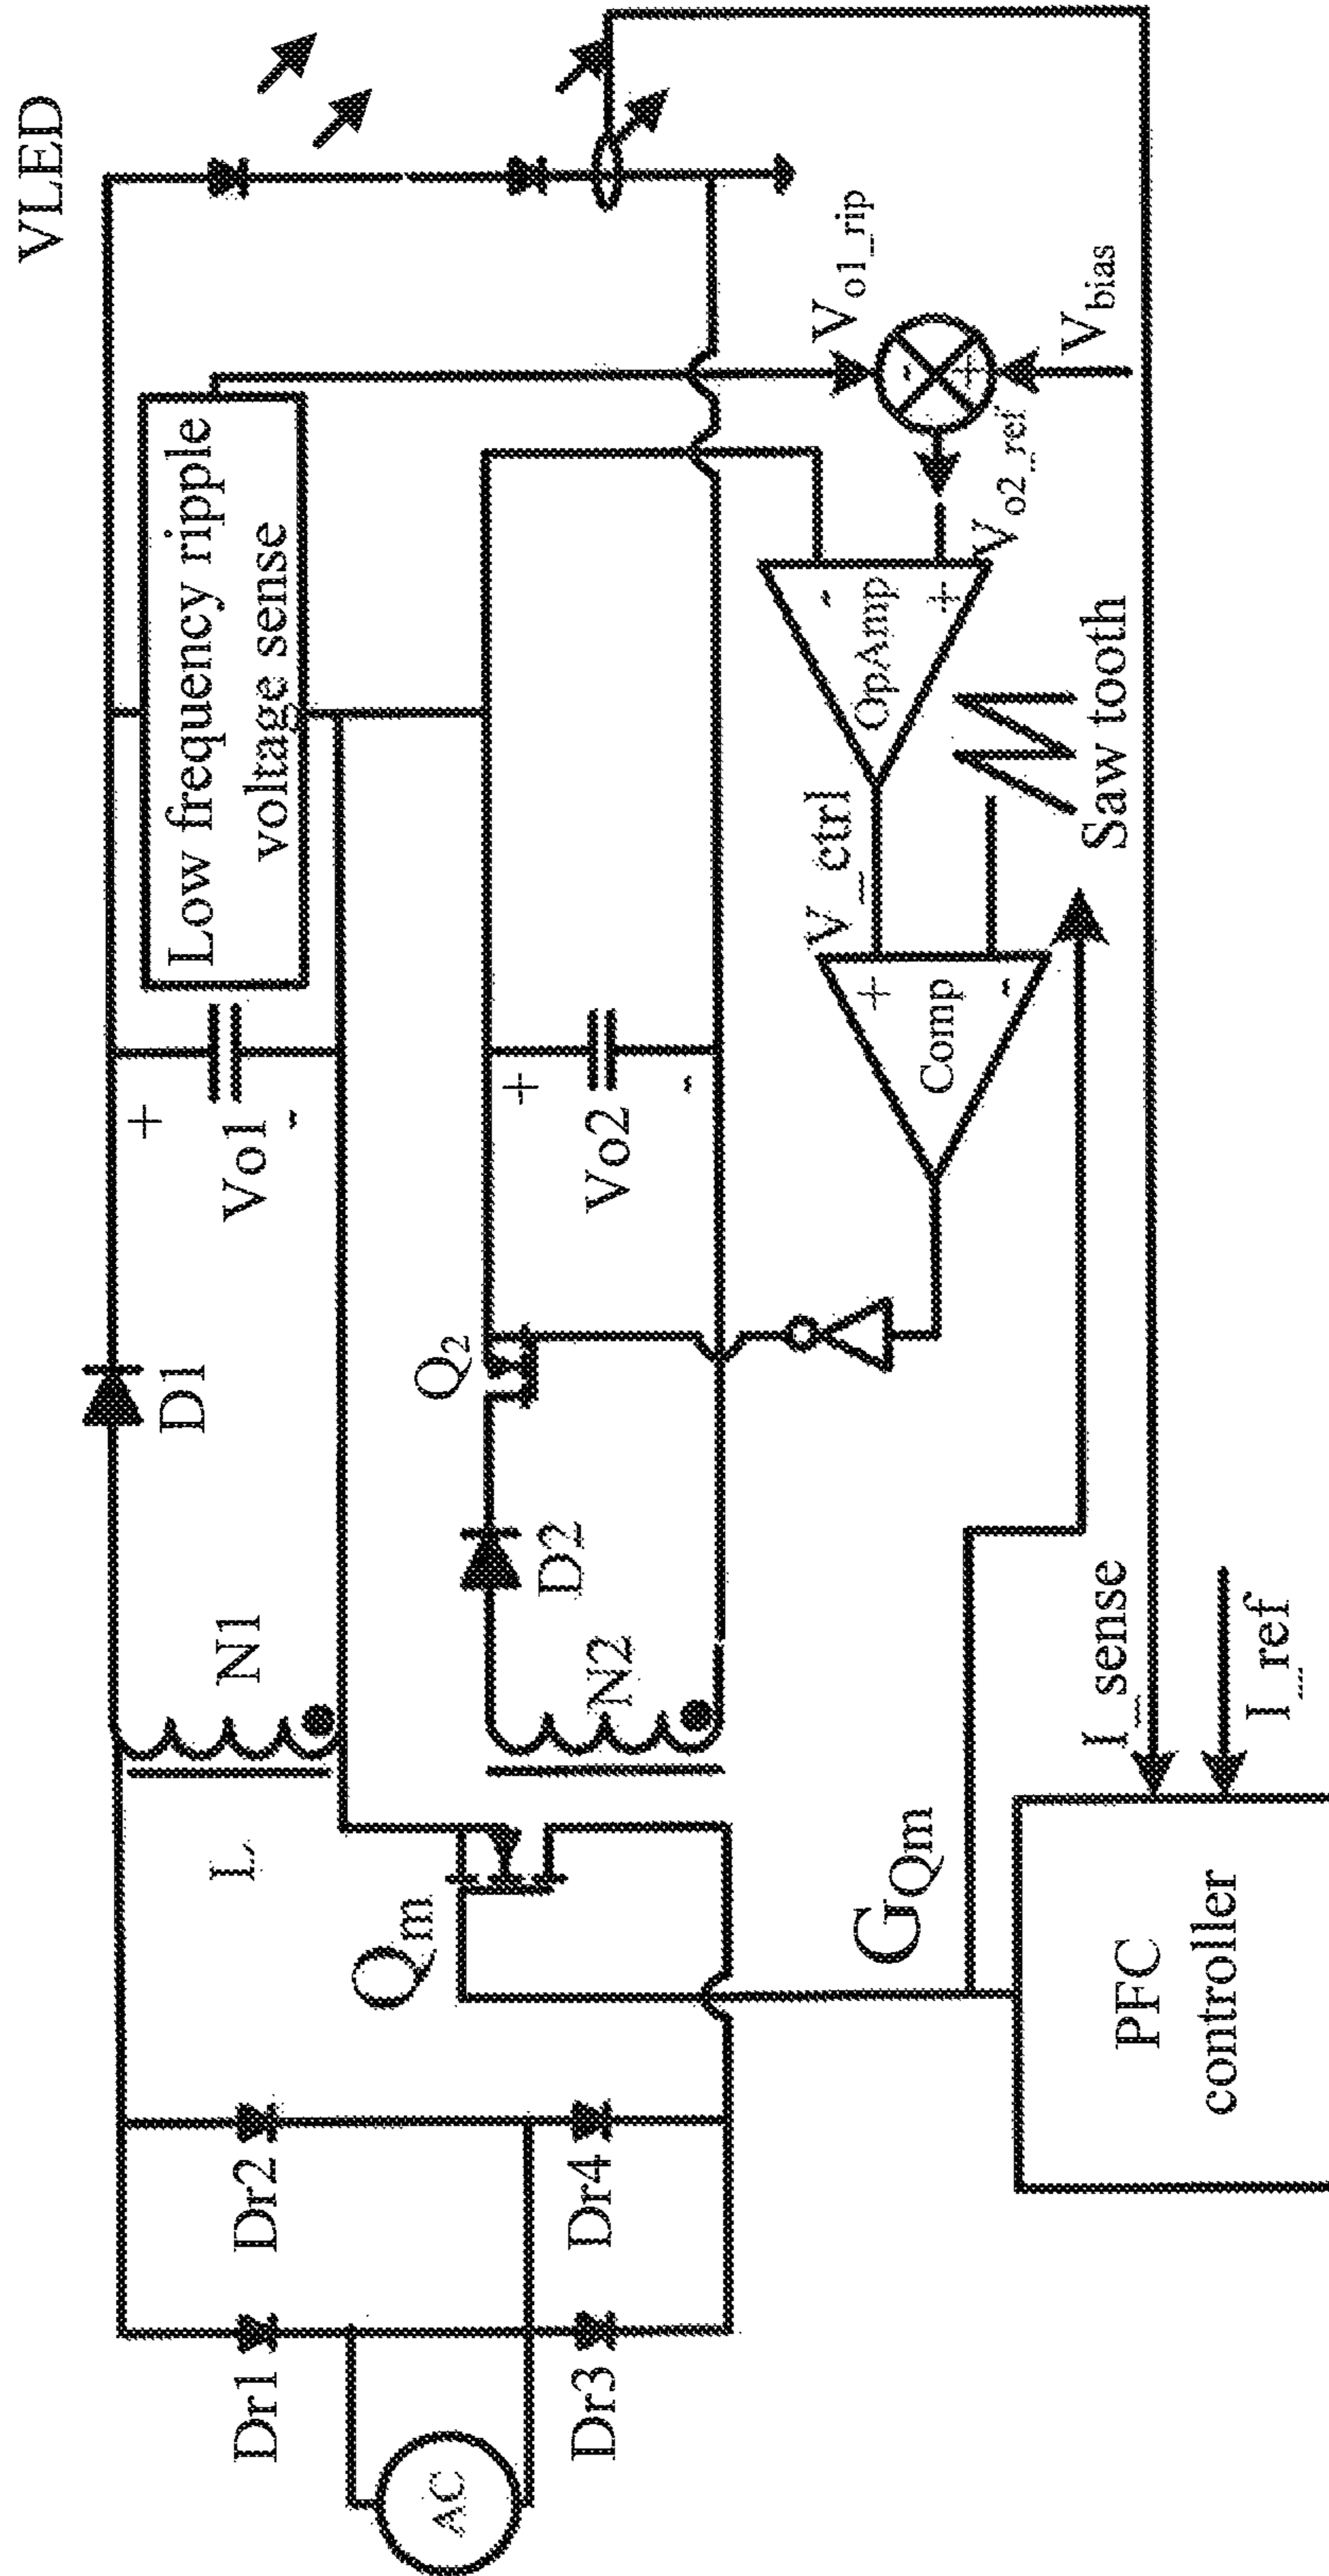 VLED
Low frequency ripple
voltage sense
+
Vo1
-
D1
N1
L
Q₂
+
Vo2
-
D2
N2
Qm
Dr1
Dr2
Dr3
Dr4
AC
Vo1_rip
-
+
Vbias
Vo2_ref
-
OpAmp
+
V_ctrl
+
Comp
-
Saw tooth
GQm
I_sense
I_ref
PFC
controller